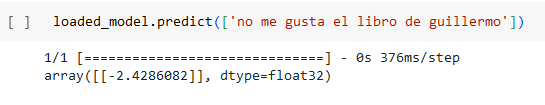 [ ] loaded_model.predict(['no me gusta el libro de guillermo'])
1/1 [==============================] - 0s 376ms/step
array([[-2.4286082]], dtype=float32)